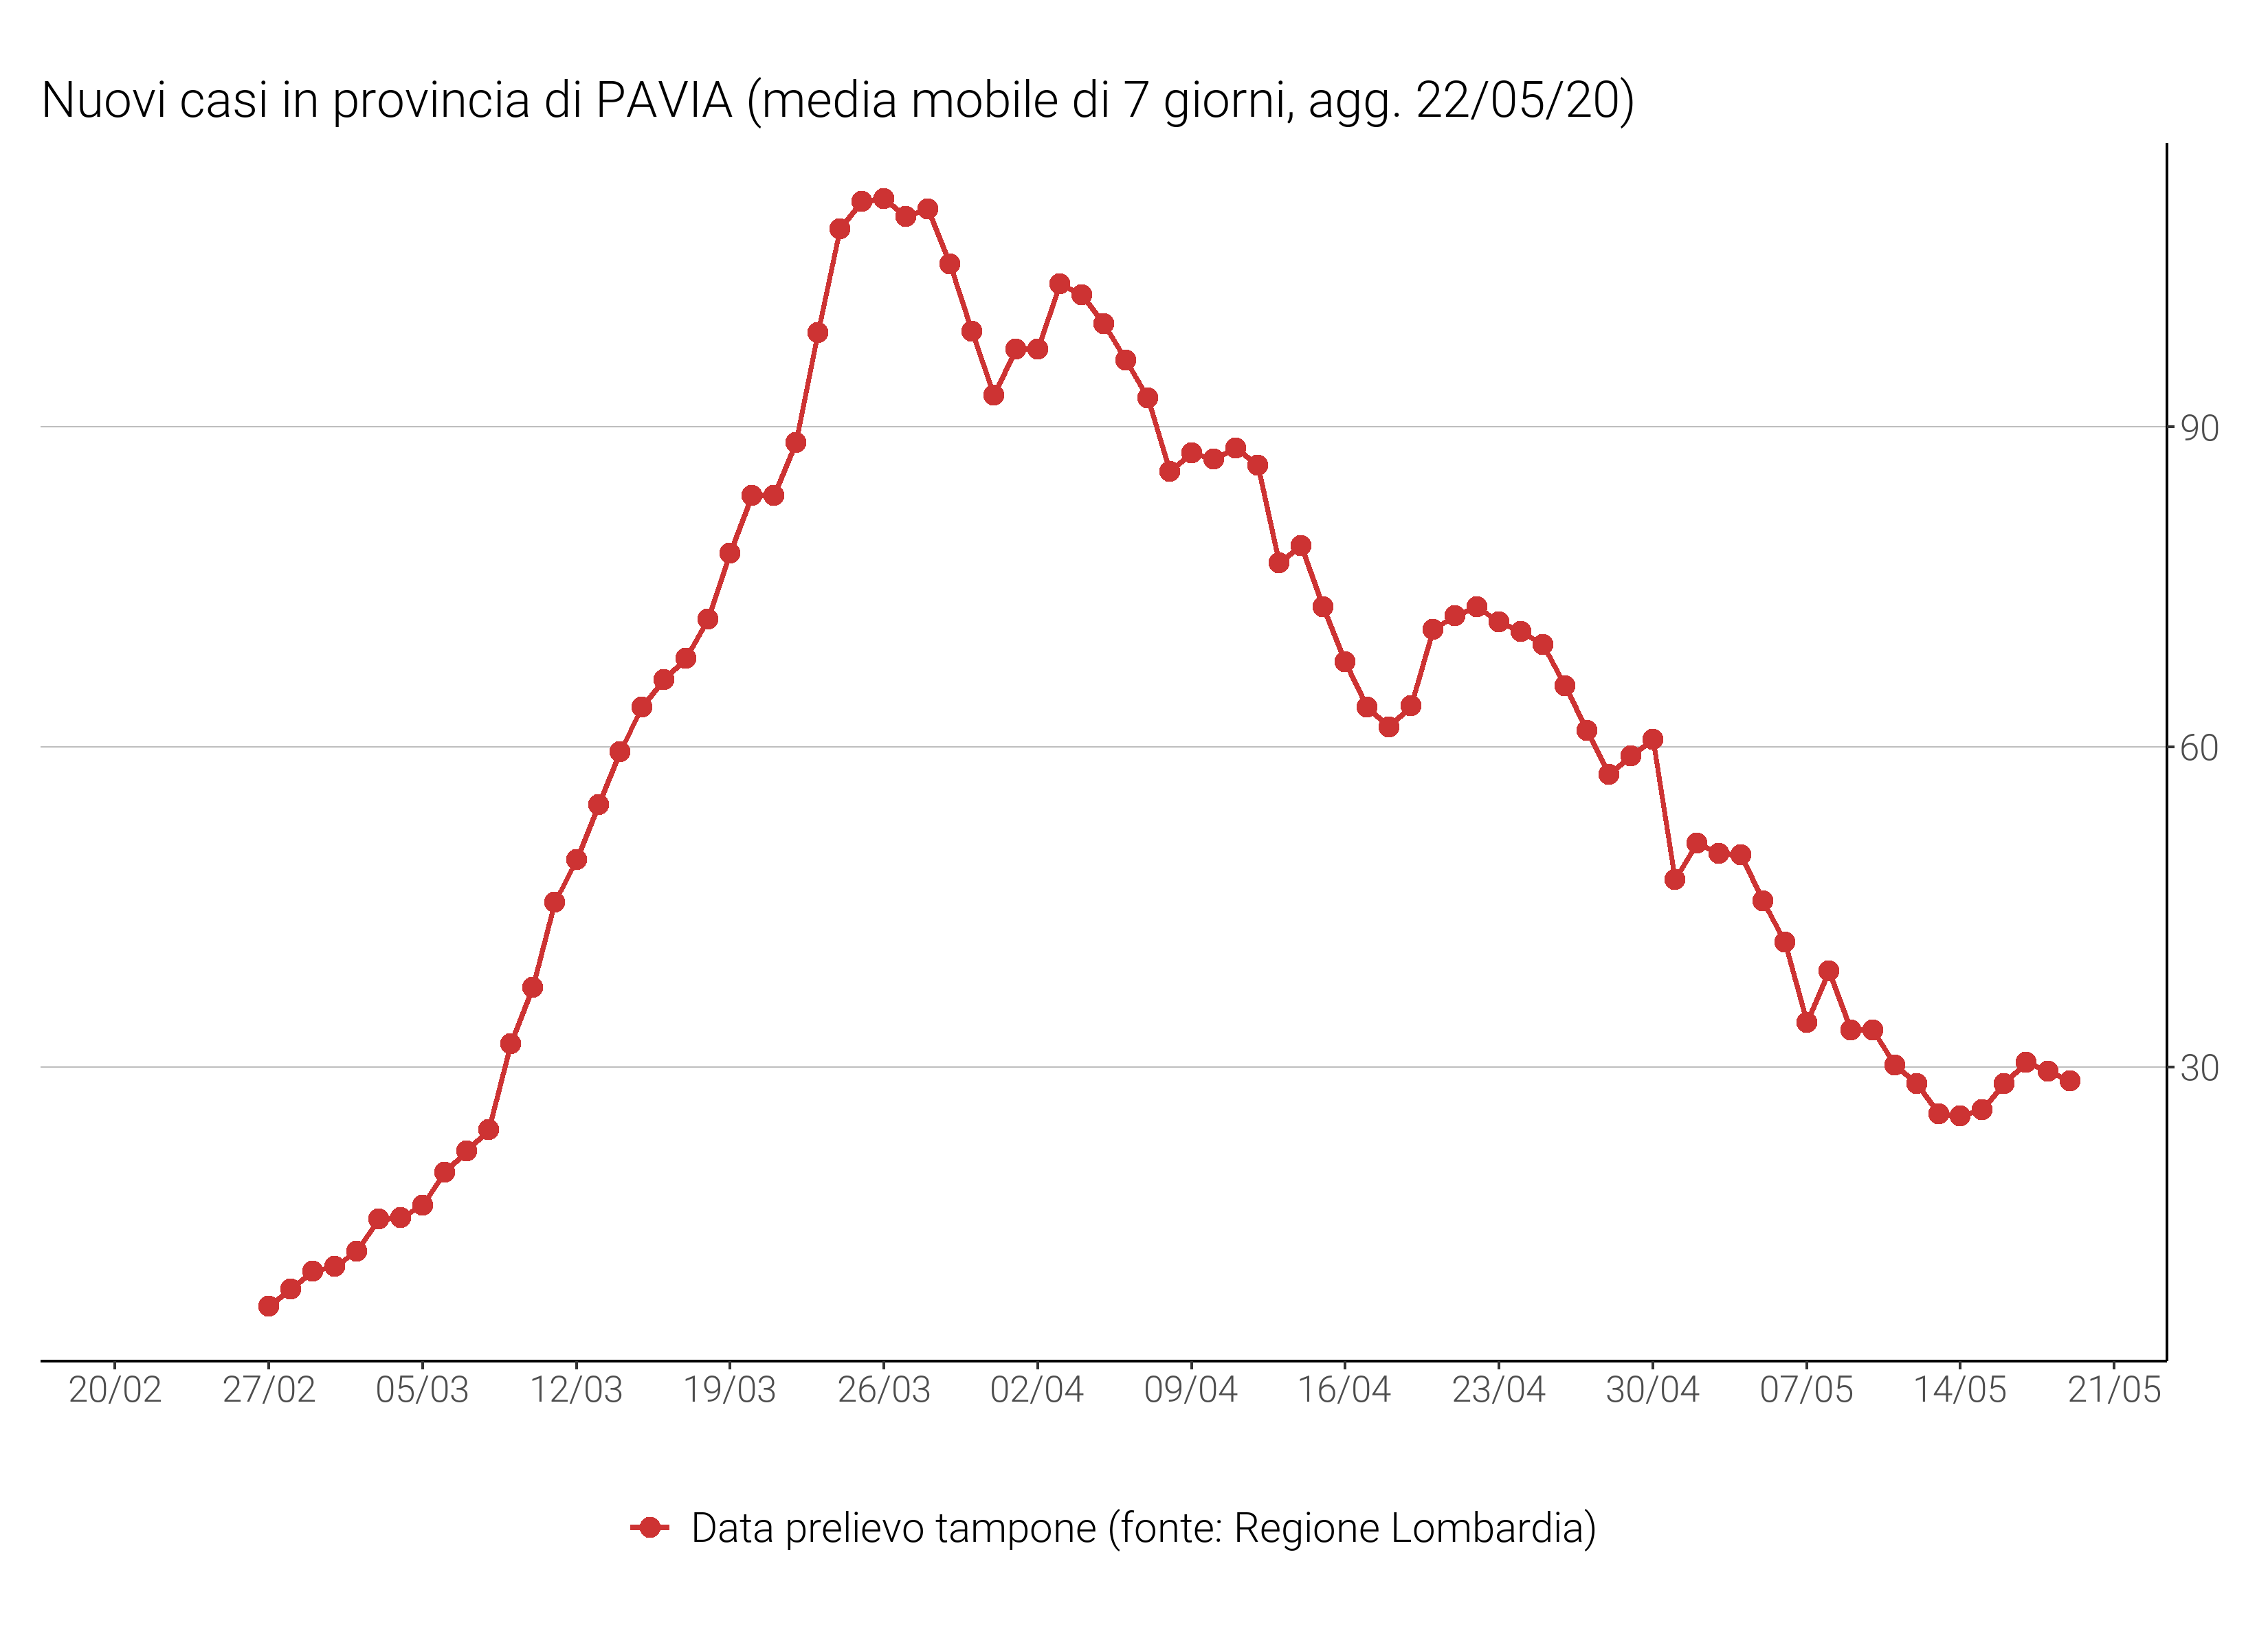 Nuovi casi in provincia di PAVIA (media mobile di 7 giorni, agg. 22/05/20)
90
60
30
20/02 27/02 05/03 12/03 19/03 26/03 02/04 09/04 16/04 23/04 30/04 07/05 14/05 21/05
Data prelievo tampone (fonte: Regione Lombardia)